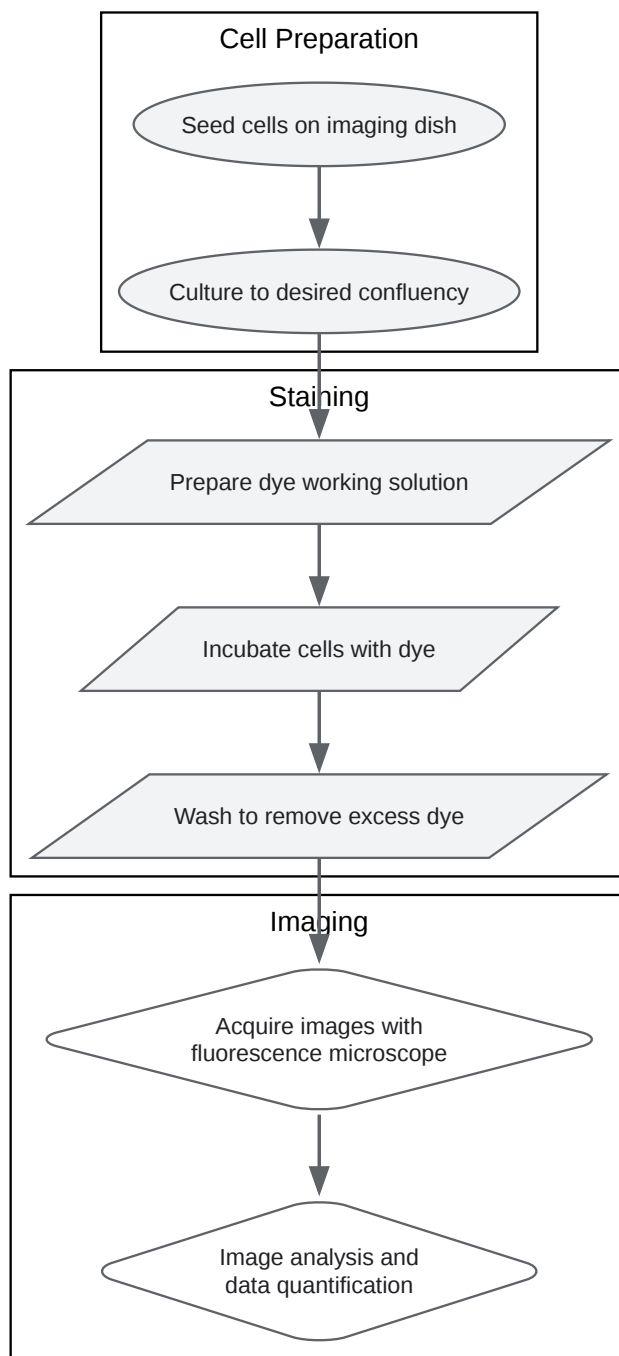 Cell Preparation
Seed cells on imaging dish
Culture to desired confluency
Staining
Prepare dye working solution
Incubate cells with dye
Wash to remove excess dye
Imaging
Acquire images with
fluorescence microscope
Image analysis and
data quantification